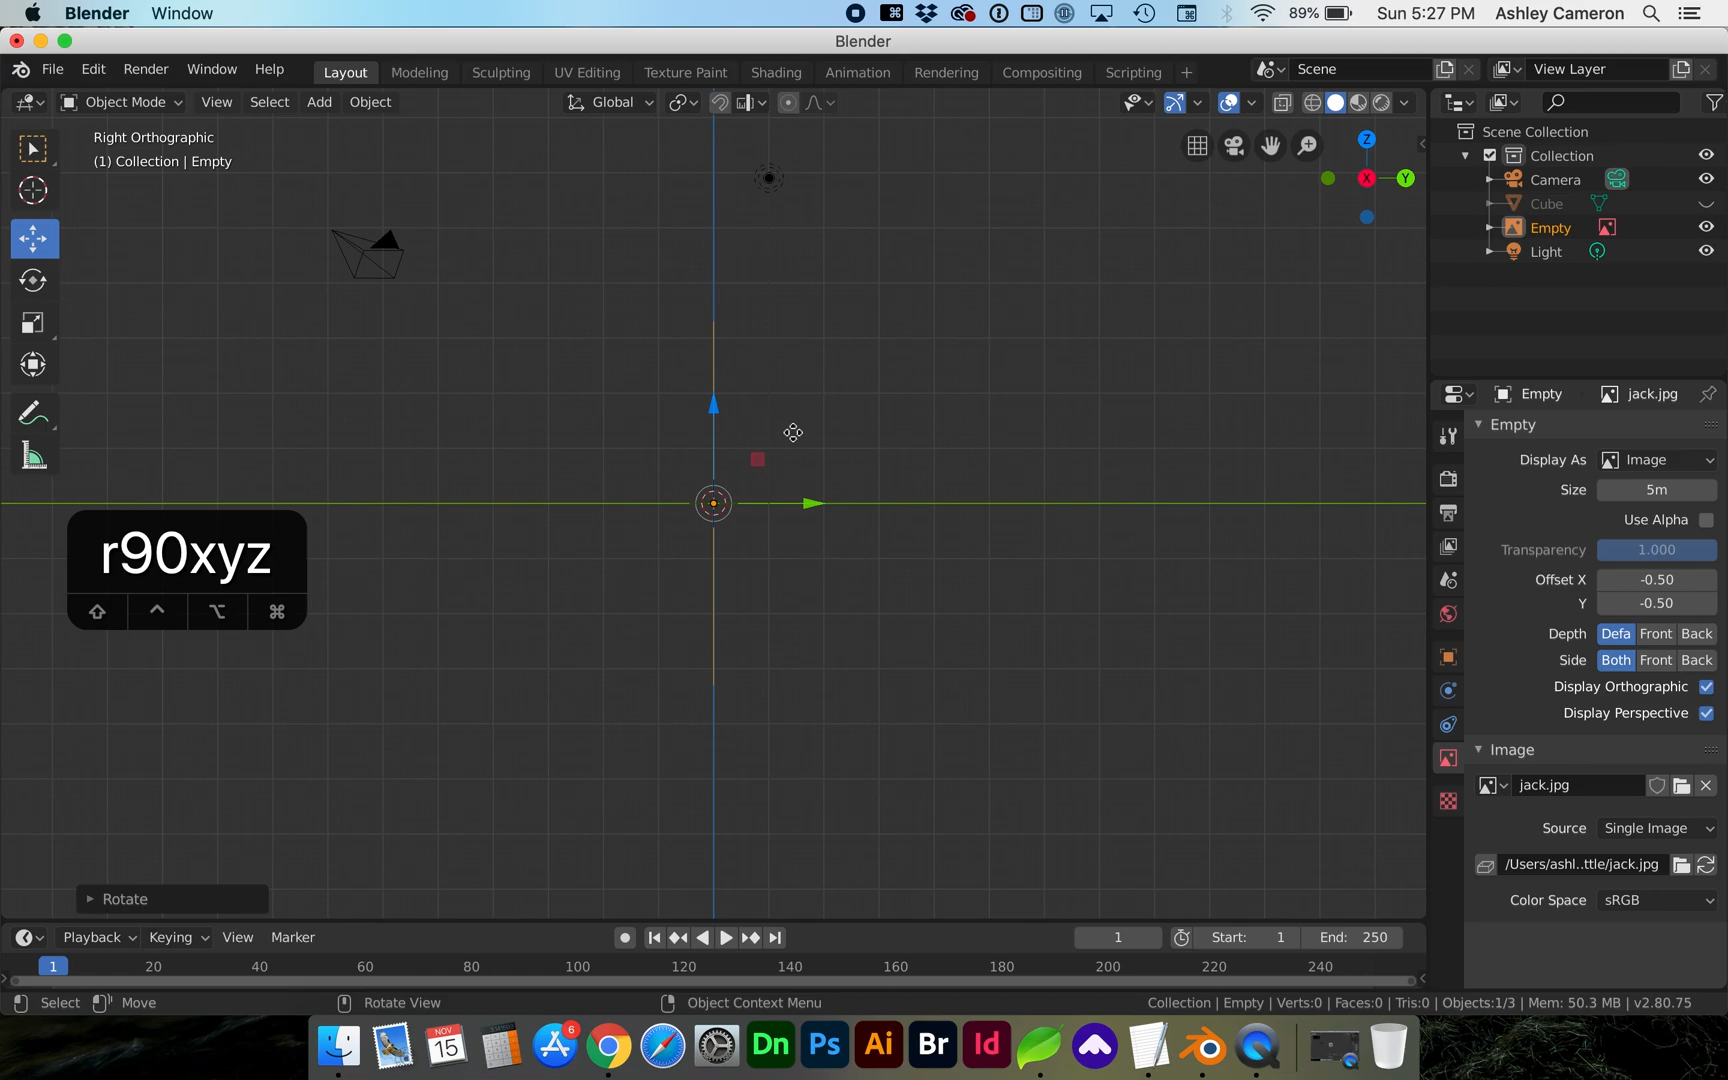 Blender Window 89% Sun 5:27 PM Ashley Cameron
Blender
File Edit Render Window Help Layout Modeling Sculpting UV Editing Texture Paint Shading Animation Rendering Compositing Scripting + Scene View Layer
Object Mode View Select Add Object Global
Right Orthographic
(1) Collection | Empty
Z
X
Y
Scene Collection
Collection
Camera
Cube
Empty
Light
Empty jack.jpg
Empty
Display As Image
Size 5m
Use Alpha
Transparency 1.000
Offset X -0.50
Y -0.50
Depth Defa Front Back
Side Both Front Back
Display Orthographic
Display Perspective
Image
jack.jpg
Source Single Image
/Users/ashl..ttle/jack.jpg
Color Space sRGB
r90xyz
⇧ ^ ⌥ ⌘
Rotate
Playback Keying View Marker 1 Start: 1 End: 250
1 20 40 60 80 100 120 140 160 180 200 220 240
Select Move Rotate View Object Context Menu Collection | Empty | Verts:0 | Faces:0 | Tris:0 | Objects:1/3 | Mem: 50.3 MB | v2.80.75
NOV
15
6
Dn Ps Ai Br Id